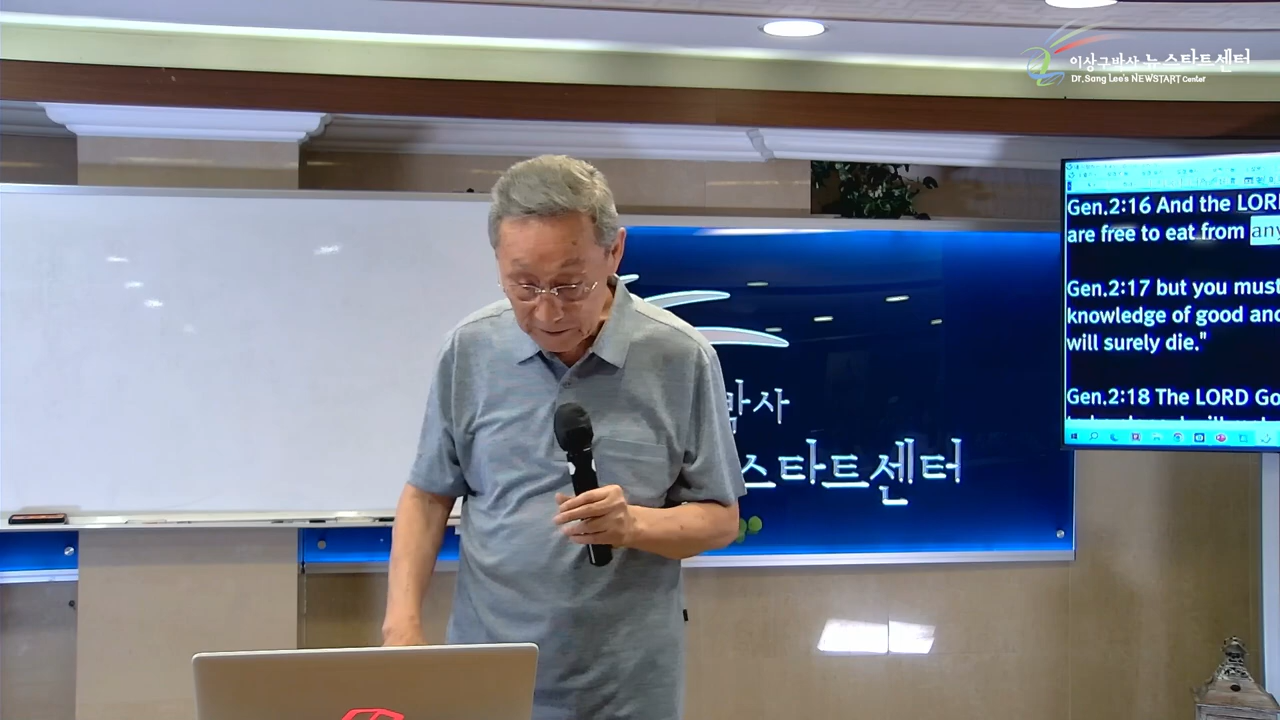 이상구박사 뉴스타트센터
Dr. Sang Lee's NEWSTART Center
Gen.2:16 And the LOR
are free to eat from any
Gen.2:17 but you must
knowledge of good and
will surely die."
Gen.2:18 The LORD Go
박사
스타트센터